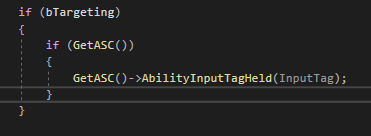 if (bTargeting)
{
if (GetASC())
{
GetASC()->AbilityInputTagHeld(InputTag);
}
}